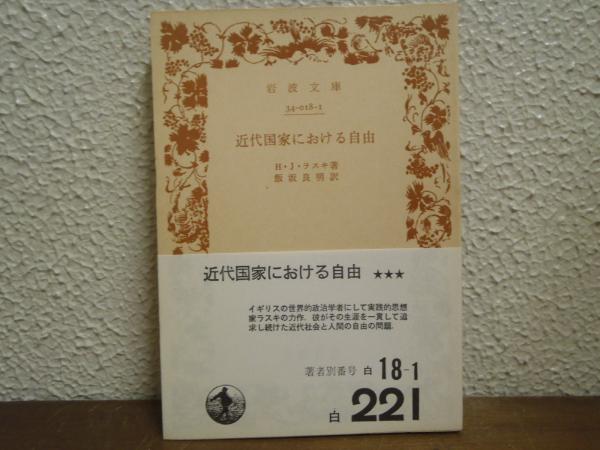 岩波文庫
34-018-1
近代国家における自由
H・J・ラスキ著
飯坂良明訳
近代国家における自由 ★★★
イギリスの世界的政治学者にして実践的思想
家ラスキの力作．彼がその生涯を一貫して追
求し続けた近代社会と人間の自由の問題．
著者別番号 白 18-1
白 221